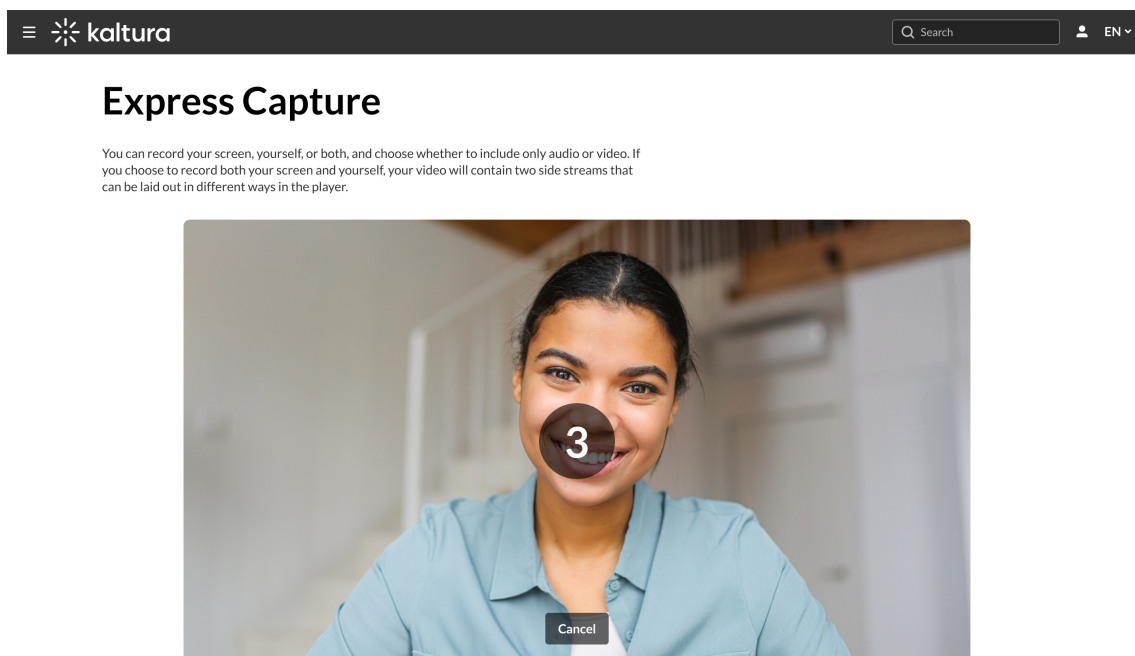 kaltura
Search
EN
Express Capture
You can record your screen, yourself, or both, and choose whether to include only audio or video. If
you choose to record both your screen and yourself, your video will contain two side streams that
can be laid out in different ways in the player.
3
Cancel